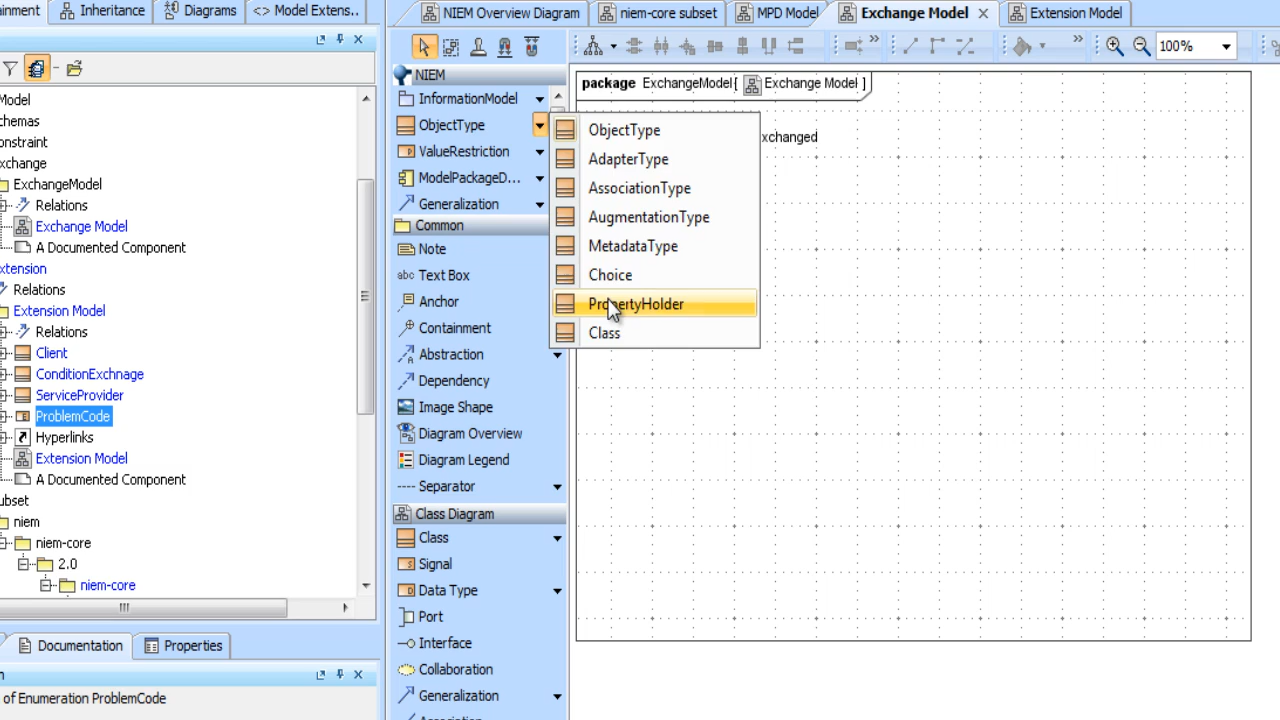 ainment
Inheritance
Diagrams
<> Model Extens..
Model
chemas
onstraint
xchange
ExchangeModel
Relations
Exchange Model
A Documented Component
xtension
Relations
Extension Model
Relations
Client
ConditionExchnage
ServiceProvider
ProblemCode
Hyperlinks
Extension Model
A Documented Component
ubset
niem
niem-core
2.0
niem-core
Documentation
Properties
n
of Enumeration ProblemCode
NIEM Overview Diagram
niem-core subset
MPD Model
Exchange Model
Extension Model
100%
NIEM
InformationModel
ObjectType
ValueRestriction
ModelPackageD...
Generalization
Common
Note
abc Text Box
Anchor
Containment
Abstraction
Dependency
Image Shape
Diagram Overview
Diagram Legend
Separator
Class Diagram
Class
Signal
Data Type
Port
Interface
Collaboration
Generalization
package ExchangeModel[ Exchange Model ]
xchanged
ObjectType
AdapterType
AssociationType
AugmentationType
MetadataType
Choice
PropertyHolder
Class